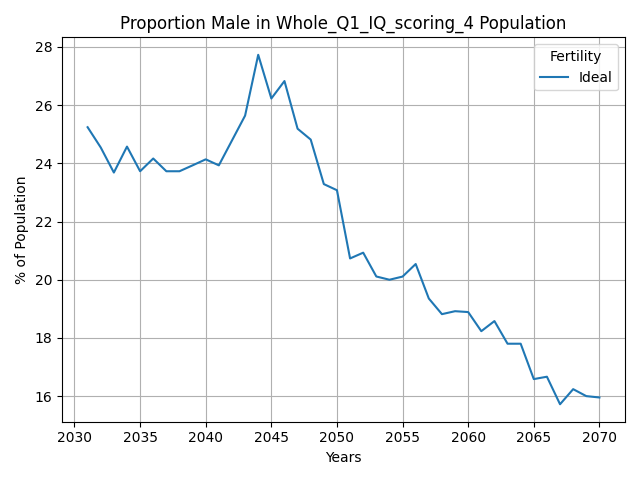 Proportion Male in Whole_Q1_IQ_scoring_4 Population
28
26
24
22
20
18
16
% of Population
Fertility
Ideal
2030 2035 2040 2045 2050 2055 2060 2065 2070
Years